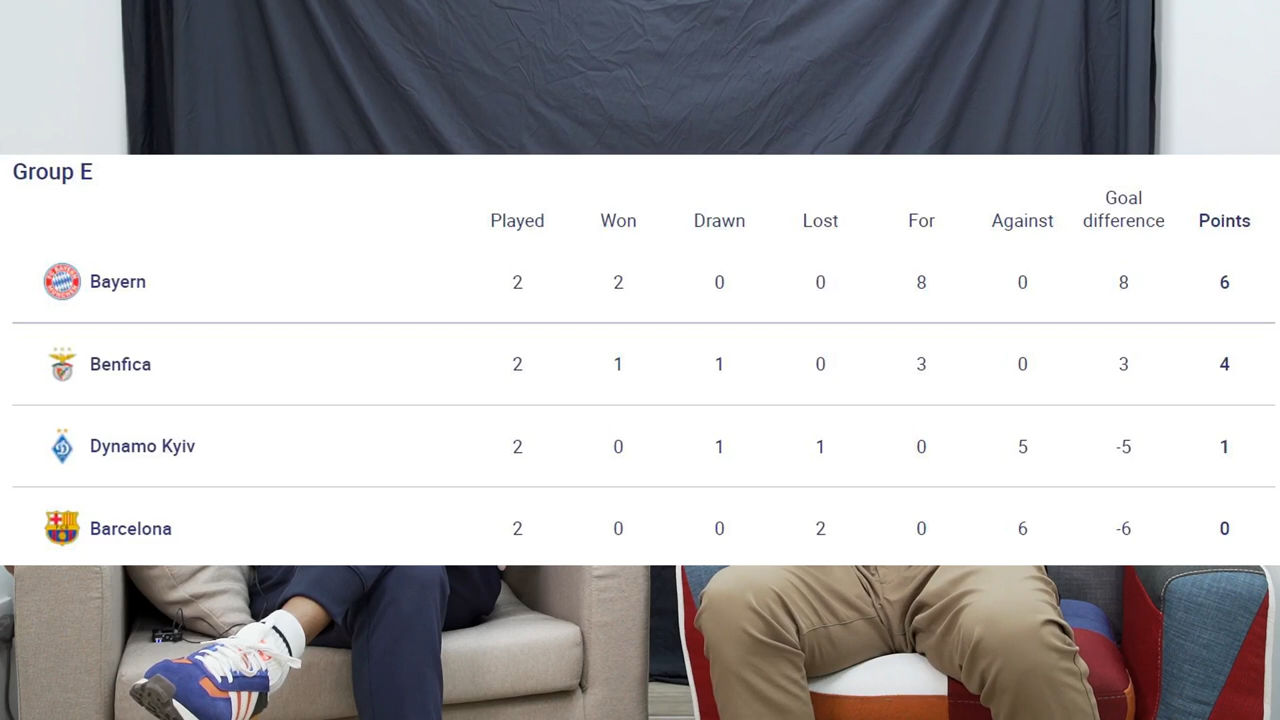 Group E
Played Won Drawn Lost For Against Goal difference Points
Bayern 2 2 0 0 8 0 8 6
Benfica 2 1 1 0 3 0 3 4
Dynamo Kyiv 2 0 1 1 0 5 -5 1
Barcelona 2 0 0 2 0 6 -6 0